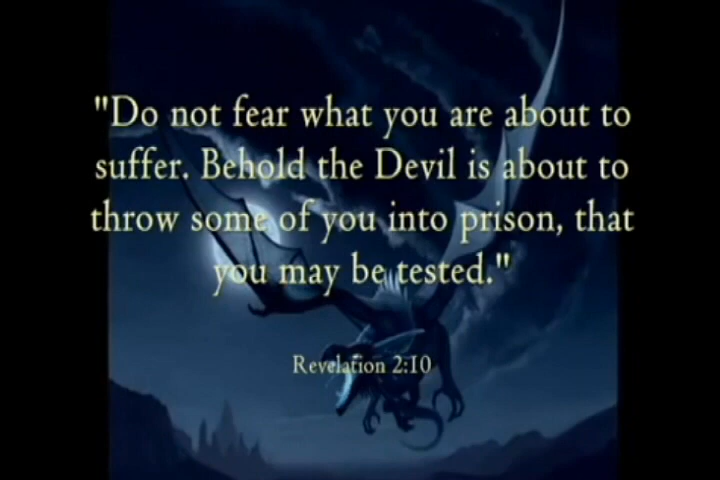 "Do not fear what you are about to
suffer. Behold the Devil is about to
throw some of you into prison, that
you may be tested."
Revelation 2:10